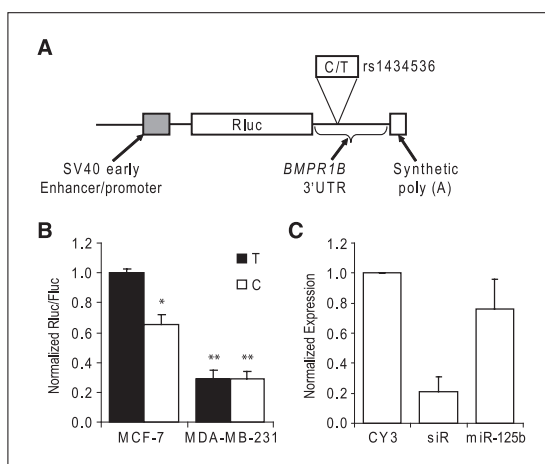 A
C/T rs1434536
Rluc
SV40 early
Enhancer/promoter
BMPR1B
3'UTR
Synthetic
poly (A)
B
Normalized Rluc/Fluc
1.2
1.0
0.8
0.6
0.4
0.2
0.0
T
C
*
**
**
MCF-7
MDA-MB-231
C
Normalized Expression
1.2
1.0
0.8
0.6
0.4
0.2
0
CY3
siR
miR-125b